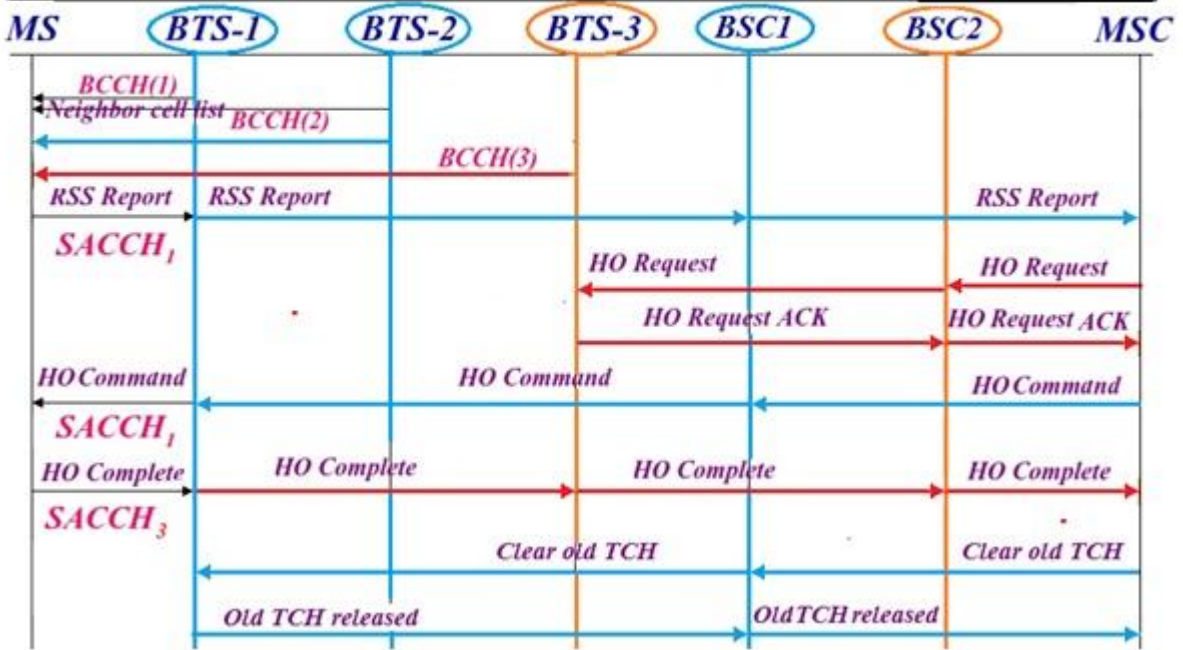 MS BTS-1 BTS-2 BTS-3 BSC1 BSC2 MSC
BCCH(1)
Neighbor cell list
BCCH(2)
BCCH(3)
RSS Report RSS Report RSS Report
SACCH1
HO Request HO Request
HO Request ACK HO Request ACK
HO Command HO Command HO Command
SACCH1
HO Complete HO Complete HO Complete HO Complete
SACCH3
Clear old TCH Clear old TCH
Old TCH released Old TCH released